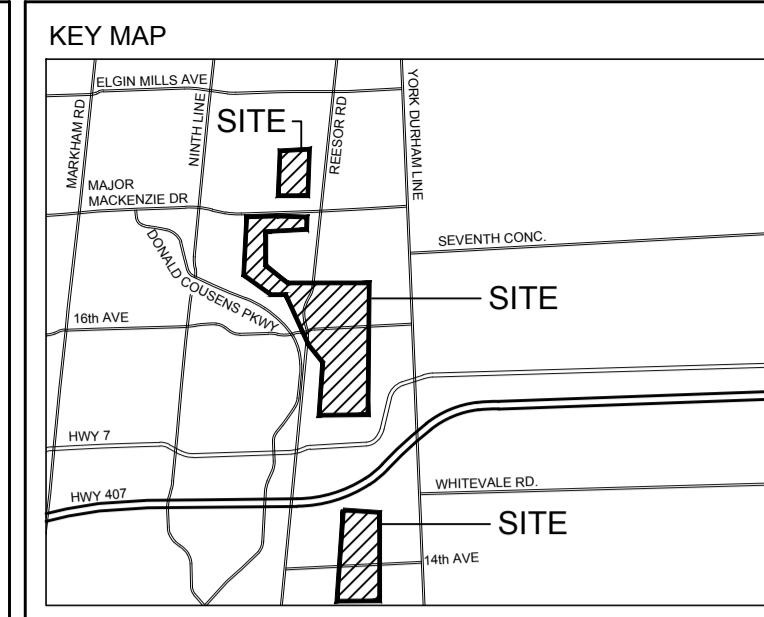 KEY MAP
ELGIN MILLS AVE
MARKHAM RD
NINTH LINE
SITE
REESOR RD
YORK DURHAM LINE
MAJOR
MACKENZIE DR
SEVENTH CONC.
DONALD COUSENS PKWY
SITE
16th AVE
HWY 7
HWY 407
WHITEVALE RD.
SITE
14th AVE